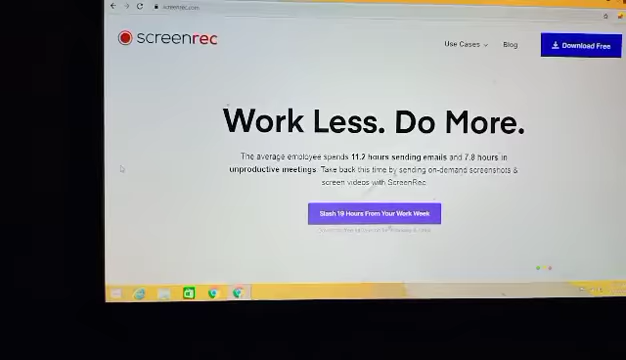 screenrec.com
screenrec
Use Cases
Blog
Download Free
Work Less. Do More.
The average employee spends 11.2 hours sending emails and 7.8 hours in
unproductive meetings. Take back this time by sending on-demand screenshots &
screen videos with ScreenRec.
Slash 19 Hours From Your Work Week